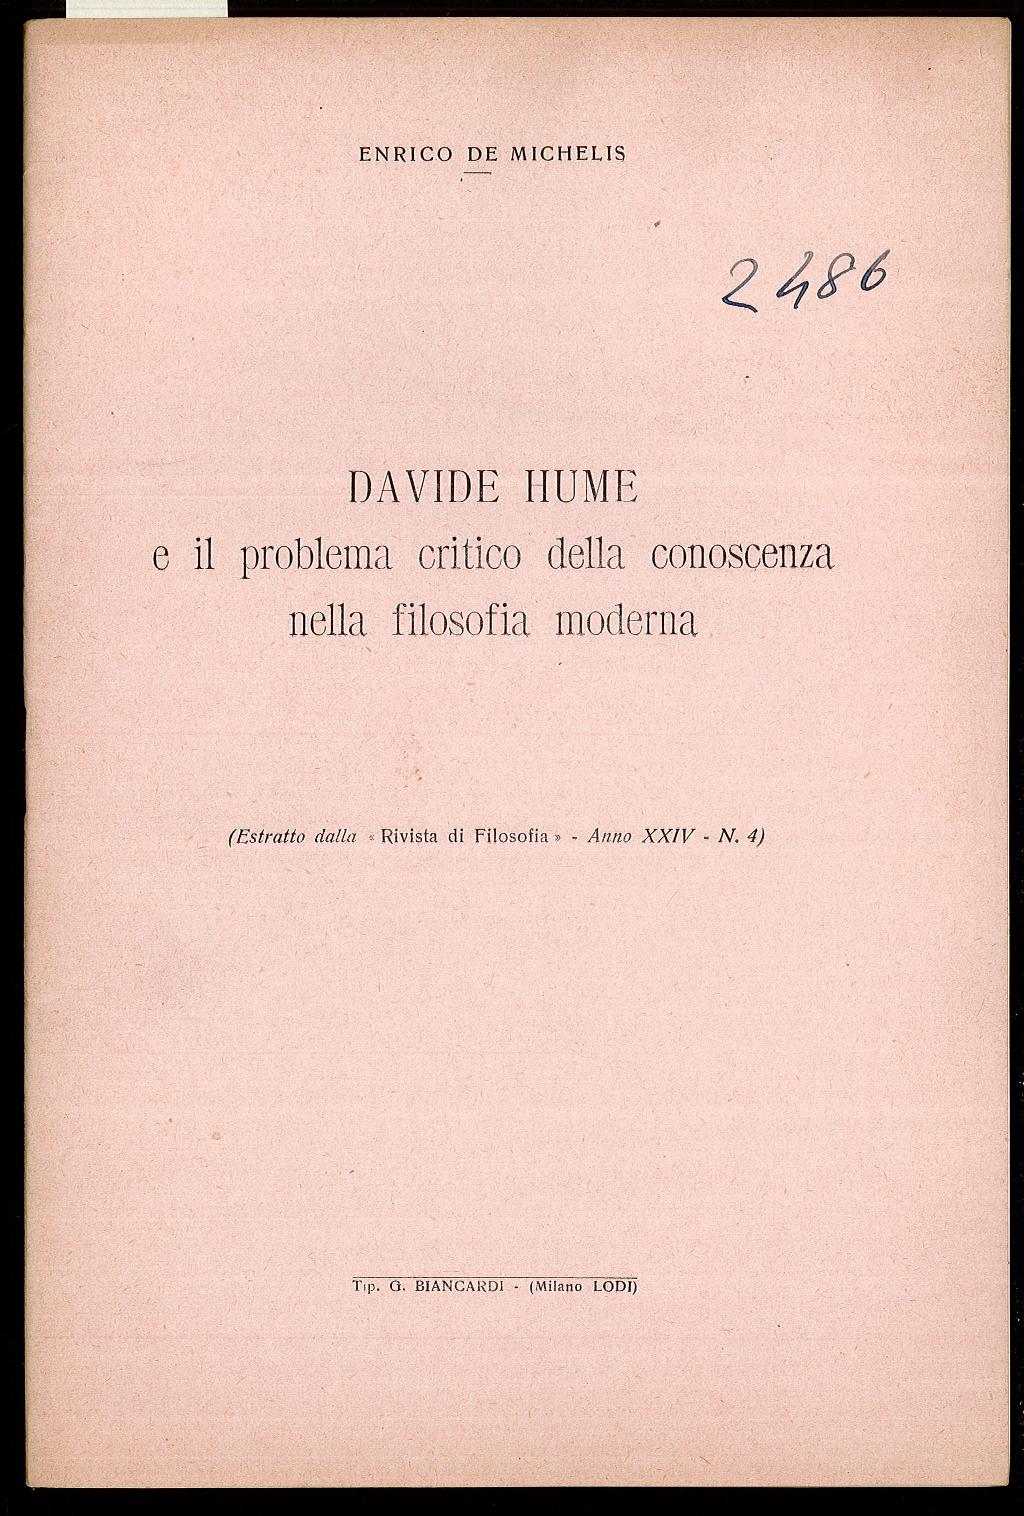 ENRICO DE MICHELIS
2486
DAVIDE HUME
e il problema critico della conoscenza
nella filosofia moderna
(Estratto dalla « Rivista di Filosofia » - Anno XXIV - N. 4)
Tip. G. BIANCARDI - (Milano LODI)